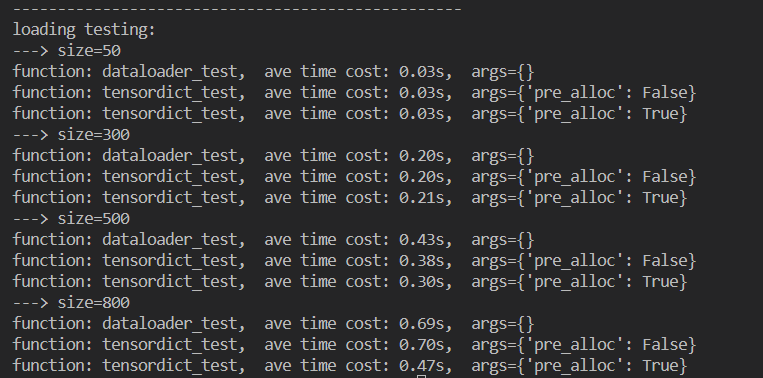 --------------------------------------------------
loading testing:
---> size=50
function: dataloader_test,  ave time cost: 0.03s,  args={}
function: tensordict_test,  ave time cost: 0.03s,  args={'pre_alloc': False}
function: tensordict_test,  ave time cost: 0.03s,  args={'pre_alloc': True}
---> size=300
function: dataloader_test,  ave time cost: 0.20s,  args={}
function: tensordict_test,  ave time cost: 0.20s,  args={'pre_alloc': False}
function: tensordict_test,  ave time cost: 0.21s,  args={'pre_alloc': True}
---> size=500
function: dataloader_test,  ave time cost: 0.43s,  args={}
function: tensordict_test,  ave time cost: 0.38s,  args={'pre_alloc': False}
function: tensordict_test,  ave time cost: 0.30s,  args={'pre_alloc': True}
---> size=800
function: dataloader_test,  ave time cost: 0.69s,  args={}
function: tensordict_test,  ave time cost: 0.70s,  args={'pre_alloc': False}
function: tensordict_test,  ave time cost: 0.47s,  args={'pre_alloc': True}